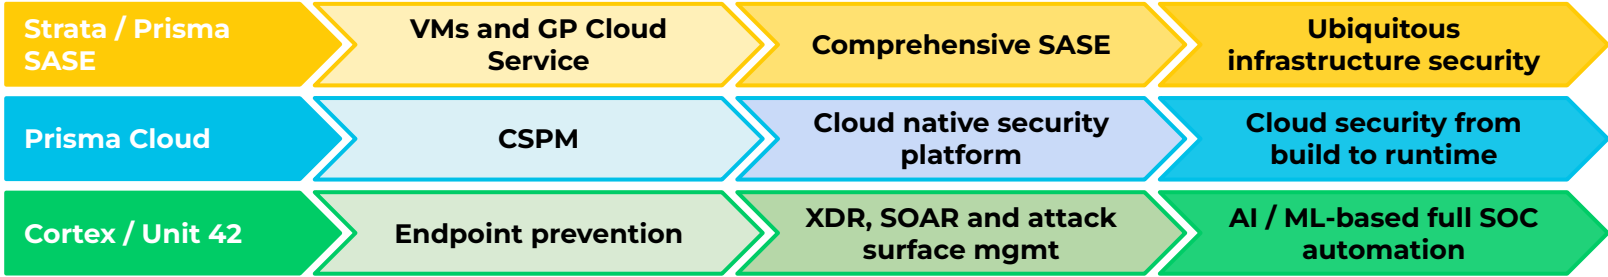 Strata / Prisma
SASE
VMs and GP Cloud
Service
Comprehensive SASE
Ubiquitous
infrastructure security
Prisma Cloud
CSPM
Cloud native security
platform
Cloud security from
build to runtime
Cortex / Unit 42
Endpoint prevention
XDR, SOAR and attack
surface mgmt
AI / ML-based full SOC
automation